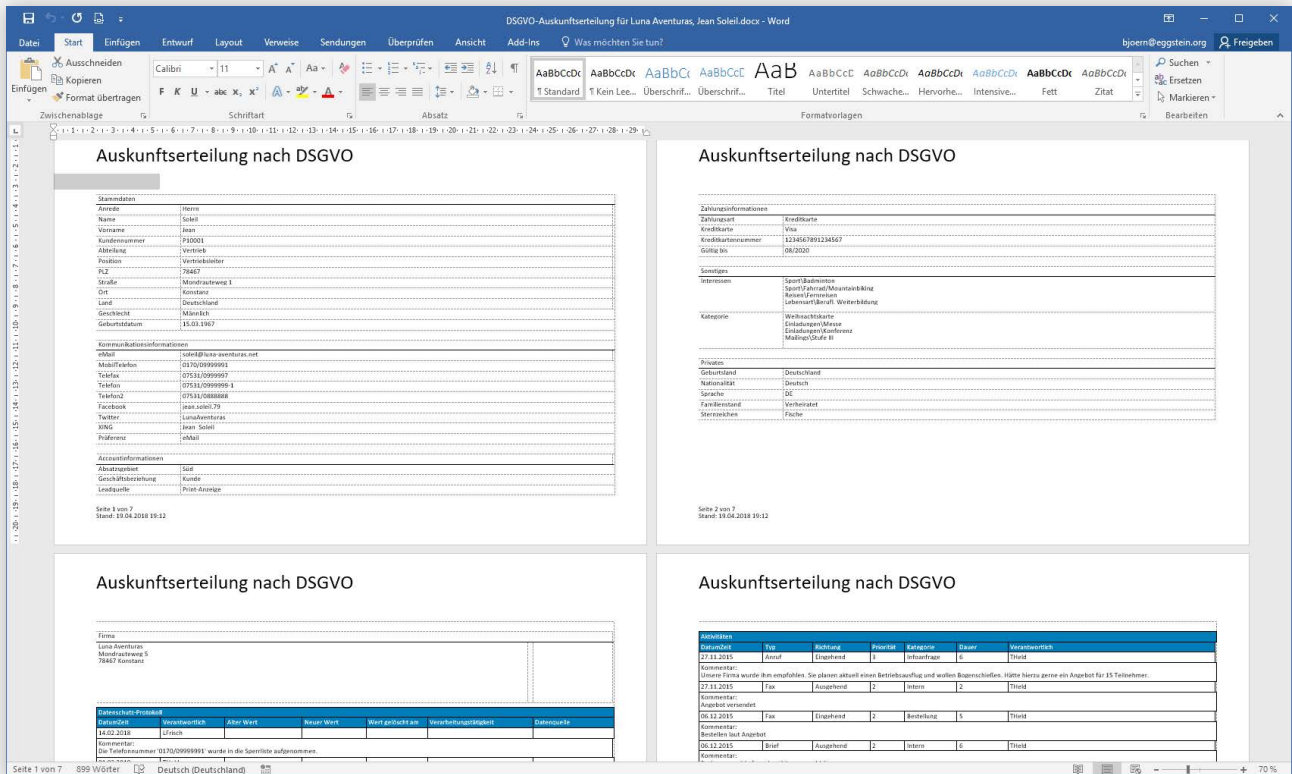 DSGVO-Auskunftserteilung für Luna Aventuras, Jean Soleil.docx - Word
Datei Start Einfügen Entwurf Layout Verweise Sendungen Überprüfen Ansicht Add-Ins Was möchten Sie tun? bjoern@eggstein.org Freigeben
Einfügen
Ausschneiden
Kopieren
Format übertragen
Calibri 11
F K U abc x₂ x²
AaBbCcDc AaBbCcDc AaBbCc AaBbCcE AaB AaBbCcE AaBbCcDc AaBbCcDc AaBbCcDc AaBbCcDc AaBbCcDc
¶ Standard ¶ Kein Lee... Überschrif... Überschrif... Titel Untertitel Schwache... Hervorhe... Intensive... Fett Zitat
Suchen
Ersetzen
Markieren
Zwischenablage Schriftart Absatz Formatvorlagen Bearbeiten
Auskunftserteilung nach DSGVO
Stammdaten
Anrede Herrn
Name Soleil
Vorname Jean
Kundennummer P10001
Abteilung Vertrieb
Position Vertriebsleiter
PLZ 78467
Straße Mondrauteweg 1
Ort Konstanz
Land Deutschland
Geschlecht Männlich
Geburtstdatum 15.03.1967
Kommunikationsinformationen
eMail soleil@luna-aventuras.net
MobilTelefon 0170/09999991
Telefax 07531/0999997
Telefon 07531/0999999-1
Telefon2 07531/0888888
Facebook jean.soleil.79
Twitter LunaAventuras
XING Jean Soleil
Präferenz eMail
Accountinformationen
Absatzgebiet Süd
Geschäftsbeziehung Kunde
Leadquelle Print-Anzeige
Seite 1 von 7
Stand: 19.04.2018 19:12
Auskunftserteilung nach DSGVO
Zahlungsinformationen
Zahlungsart Kreditkarte
Kreditkarte Visa
Kreditkartennummer 1234567891234567
Gültig bis 08/2020
Sonstiges
Interessen Sport\Badminton
Sport\Fahrrad/Mountainbiking
Reisen\Fernreisen
Lebensart\Berufl. Weiterbildung
Kategorie Weihnachtskarte
Einladungen\Messe
Einladungen\Konferenz
Mailings\Stufe III
Privates
Geburtsland Deutschland
Nationalität Deutsch
Sprache DE
Familienstand Verheiratet
Sternzeichen Fische
Seite 2 von 7
Stand: 19.04.2018 19:12
Auskunftserteilung nach DSGVO
Firma
Luna Aventuras
Mondrauteweg 5
78467 Konstanz
Datenschutz-Protokoll
DatumZeit Verantwortlich Alter Wert Neuer Wert Wert gelöscht am Verarbeitungstätigkeit Datenquelle
14.02.2018 LFrisch
Kommentar:
Die Telefonnummer '0170/09999991' wurde in die Sperrliste aufgenommen.
Auskunftserteilung nach DSGVO
Aktivitäten
DatumZeit Typ Richtung Priorität Kategorie Dauer Verantwortlich
27.11.2015 Anruf Eingehend 3 Infoanfrage 6 THeld
Kommentar:
Unsere Firma wurde ihm empfohlen. Sie planen aktuell einen Betriebsausflug und wollen Bogenschießen. Hätte hierzu gerne ein Angebot für 15 Teilnehmer.
27.11.2015 Fax Ausgehend 2 Intern 2 THeld
Kommentar:
Angebot versendet
06.12.2015 Fax Eingehend 2 Bestellung 5 THeld
Kommentar:
Bestellen laut Angebot
06.12.2015 Brief Ausgehend 2 Intern 6 THeld
Kommentar:
Seite 1 von 7 899 Wörter Deutsch (Deutschland) 70 %